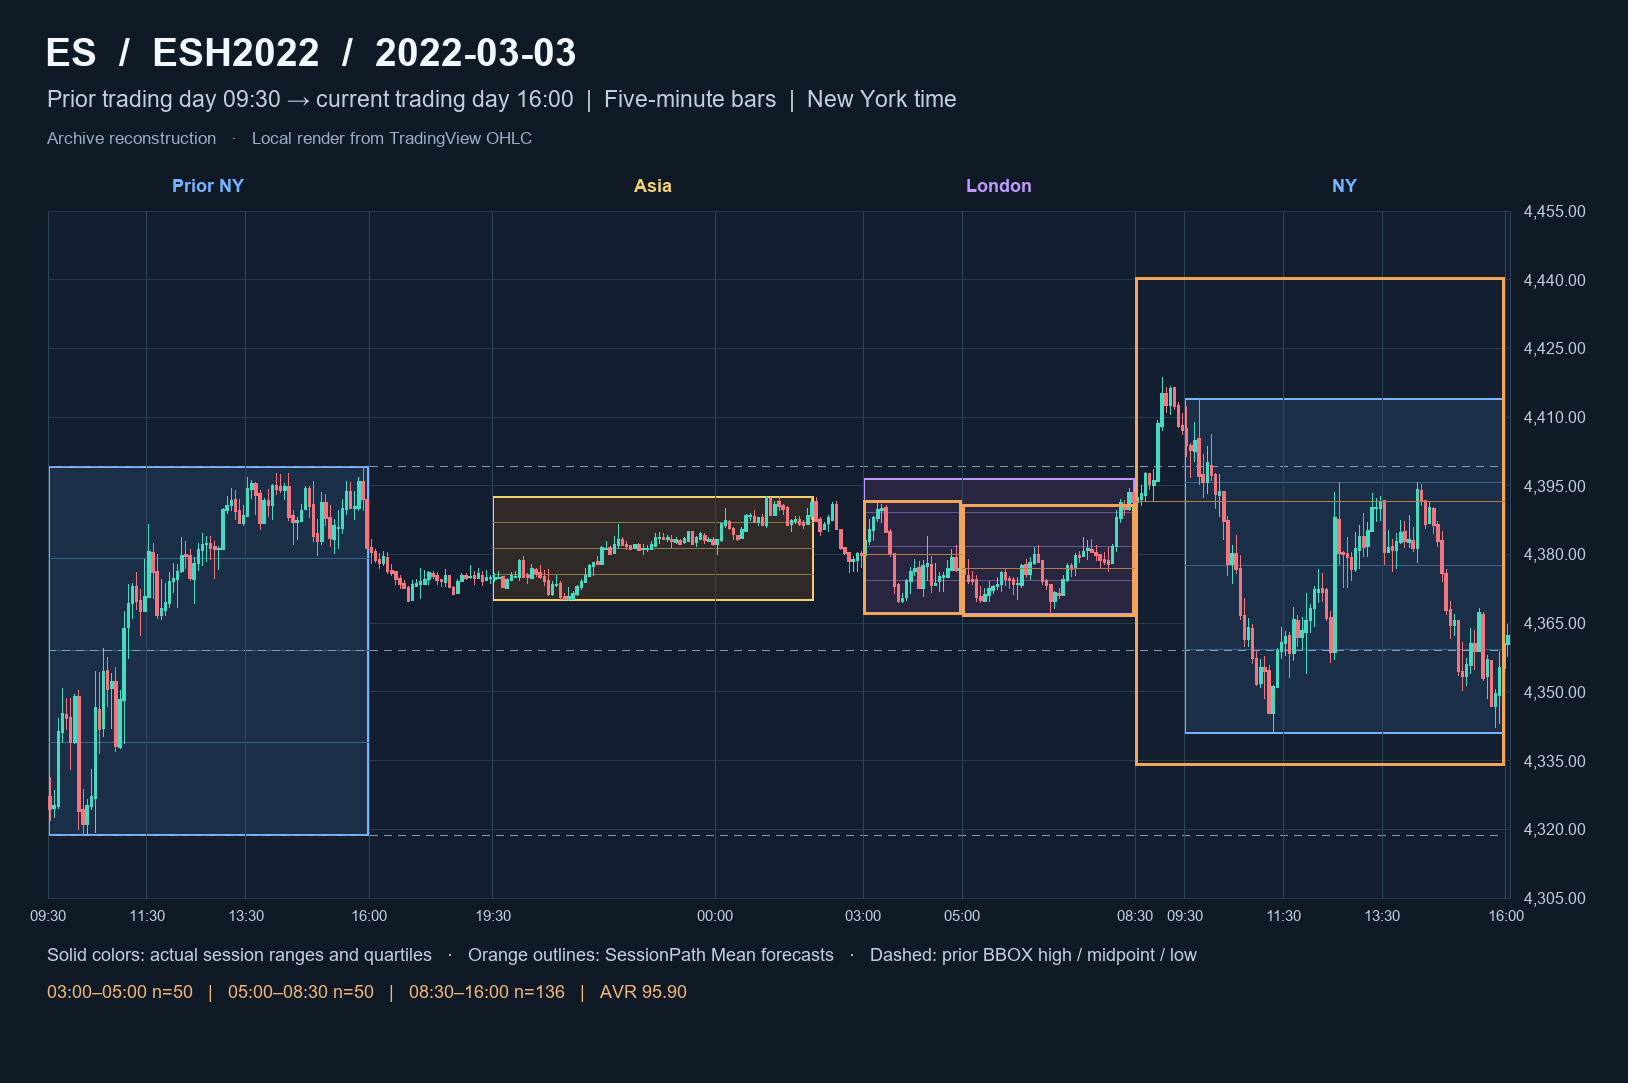 ES / ESH2022 / 2022-03-03
Prior trading day 09:30 → current trading day 16:00 | Five-minute bars | New York time
Archive reconstruction · Local render from TradingView OHLC
Prior NY Asia London NY
4,455.00
4,440.00
4,425.00
4,410.00
4,395.00
4,380.00
4,365.00
4,350.00
4,335.00
4,320.00
4,305.00
09:30 11:30 13:30 16:00 19:30 00:00 03:00 05:00 08:30 09:30 11:30 13:30 16:00
Solid colors: actual session ranges and quartiles · Orange outlines: SessionPath Mean forecasts · Dashed: prior BBOX high / midpoint / low
03:00–05:00 n=50 | 05:00–08:30 n=50 | 08:30–16:00 n=136 | AVR 95.90